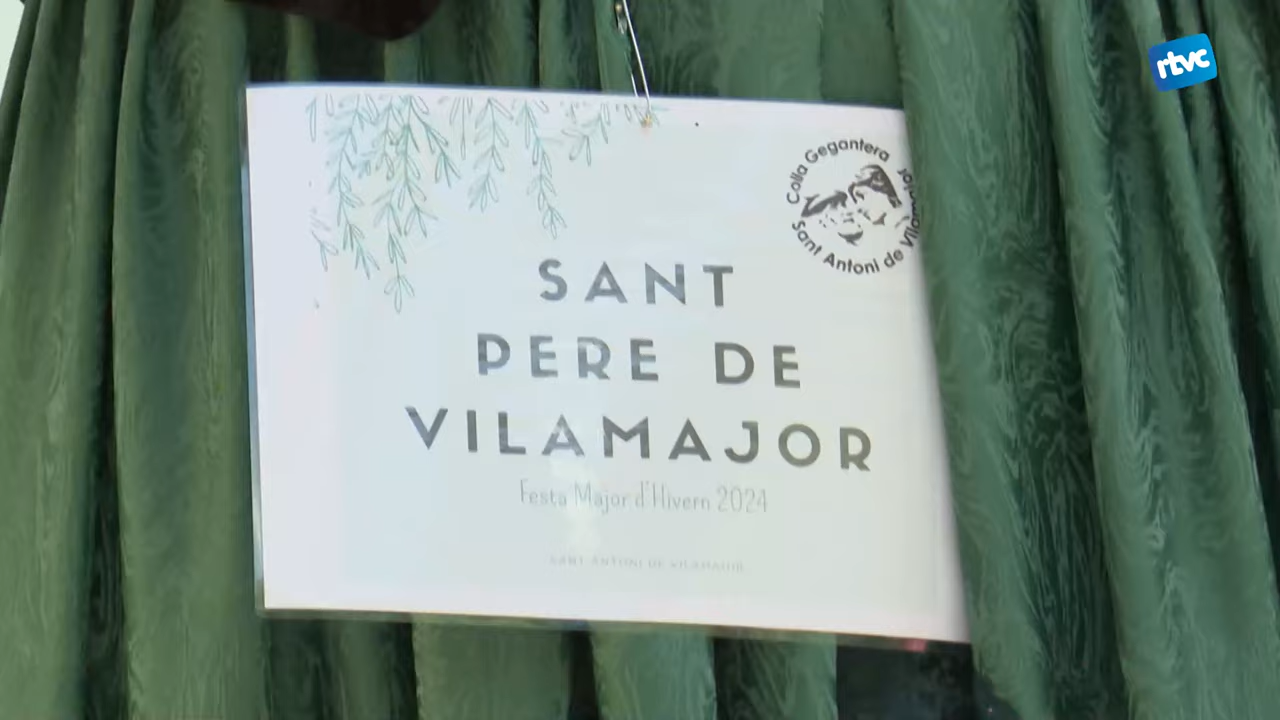 rtvc
Colla Gegantera
Sant Antoni de Vilamajor
SANT
PERE DE
VILAMAJOR
Festa Major d'Hivern 2024
SANT ANTONI DE VILAMAJOR